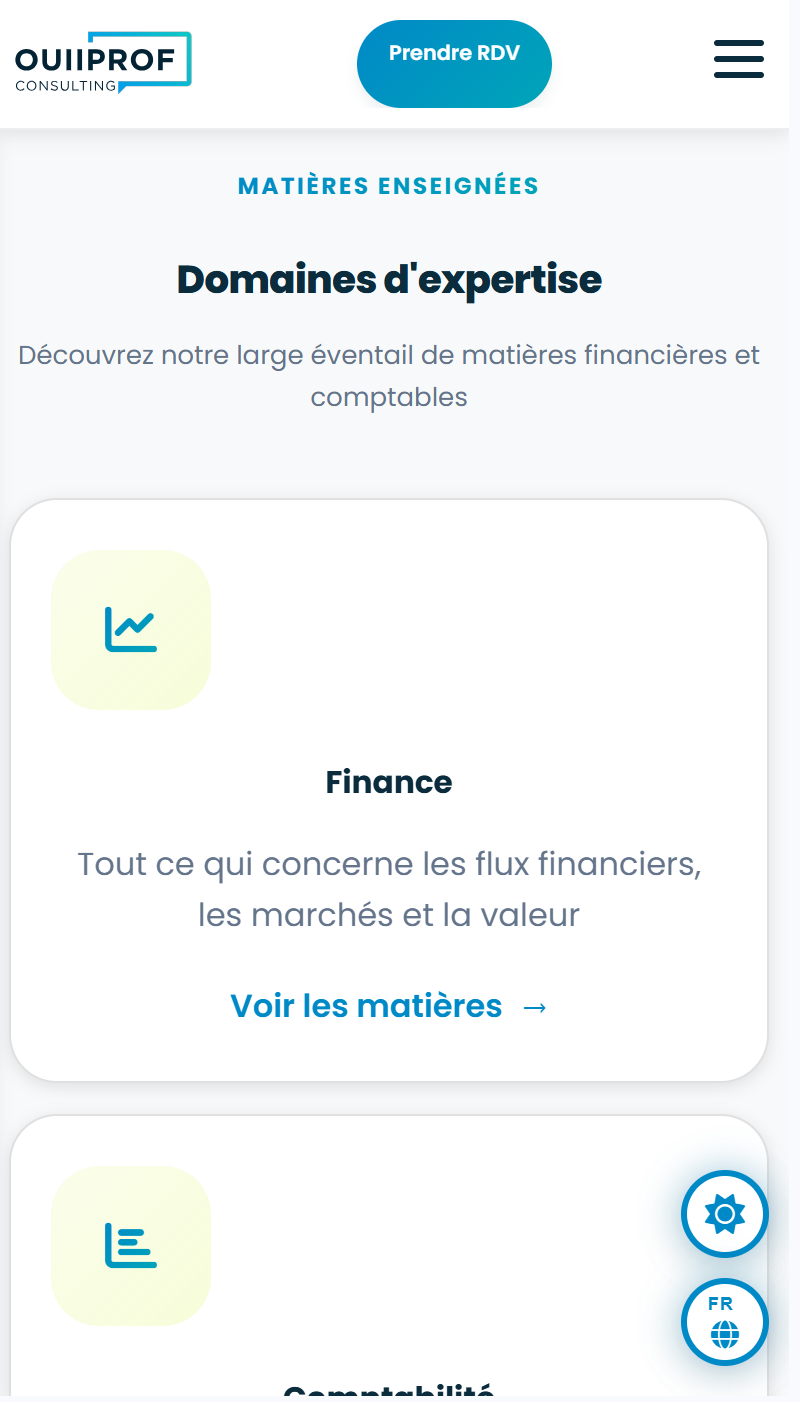 OUIIPROF
CONSULTING
Prendre RDV
MATIÈRES ENSEIGNÉES
Domaines d'expertise
Découvrez notre large éventail de matières financières et
comptables
Finance
Tout ce qui concerne les flux financiers,
les marchés et la valeur
Voir les matières →
FR
Comptabilité